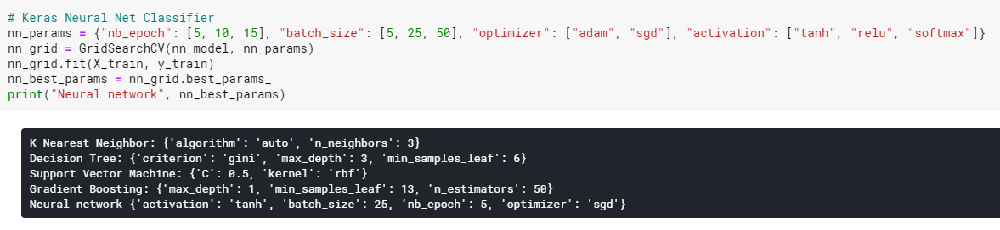 # Keras Neural Net Classifier
nn_params = {"nb_epoch": [5, 10, 15], "batch_size": [5, 25, 50], "optimizer": ["adam", "sgd"], "activation": ["tanh", "relu", "softmax"]}
nn_grid = GridSearchCV(nn_model, nn_params)
nn_grid.fit(X_train, y_train)
nn_best_params = nn_grid.best_params_
print("Neural network", nn_best_params)
K Nearest Neighbor: {'algorithm': 'auto', 'n_neighbors': 3}
Decision Tree: {'criterion': 'gini', 'max_depth': 3, 'min_samples_leaf': 6}
Support Vector Machine: {'C': 0.5, 'kernel': 'rbf'}
Gradient Boosting: {'max_depth': 1, 'min_samples_leaf': 13, 'n_estimators': 50}
Neural network {'activation': 'tanh', 'batch_size': 25, 'nb_epoch': 5, 'optimizer': 'sgd'}